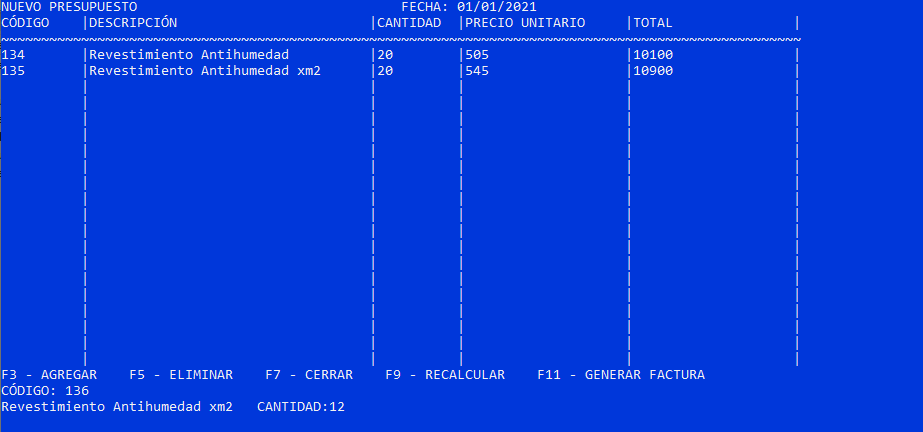 NUEVO PRESUPUESTO FECHA: 01/01/2021
CÓDIGO |DESCRIPCIÓN |CANTIDAD |PRECIO UNITARIO |TOTAL |
~~~~~~~~~~~~~~~~~~~~~~~~~~~~~~~~~~~~~~~~~~~~~~~~~~~~~~~~~~~~~~~~~~~~~~~~~~~~~~~~~~~~~~~~~~~~~~~~~~~~
134 |Revestimiento Antihumedad |20 |505 |10100 |
135 |Revestimiento Antihumedad xm2 |20 |545 |10900 |
F3 - AGREGAR F5 - ELIMINAR F7 - CERRAR F9 - RECALCULAR F11 - GENERAR FACTURA
CÓDIGO: 136
Revestimiento Antihumedad xm2 CANTIDAD:12